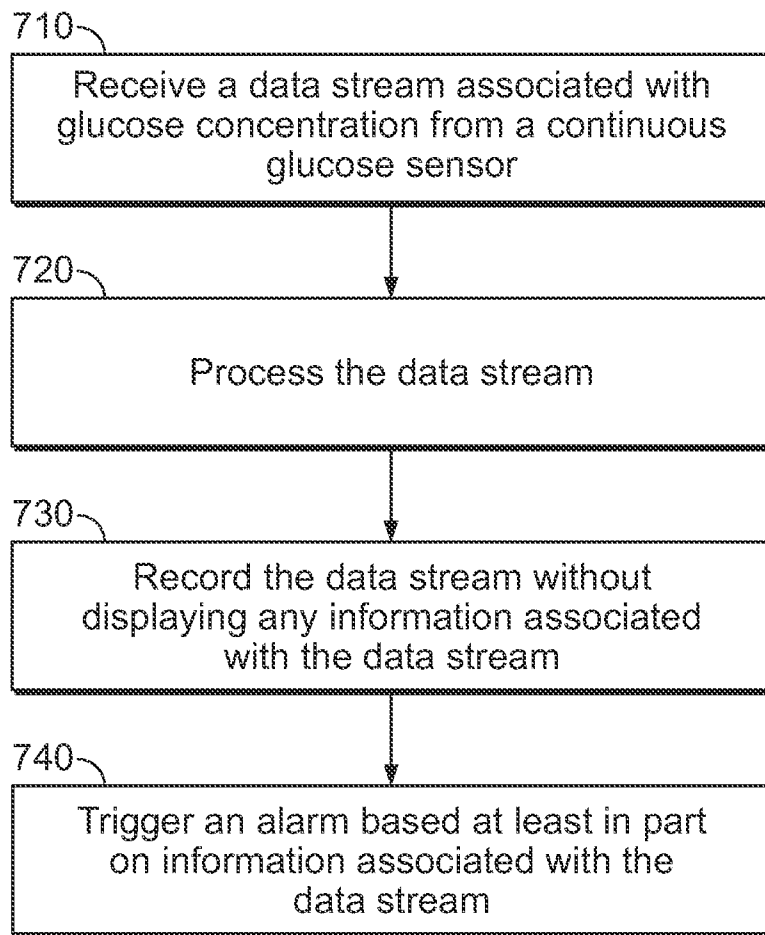 710
Receive a data stream associated with
glucose concentration from a continuous
glucose sensor
720
Process the data stream
730
Record the data stream without
displaying any information associated
with the data stream
740
Trigger an alarm based at least in part
on information associated with the
data stream